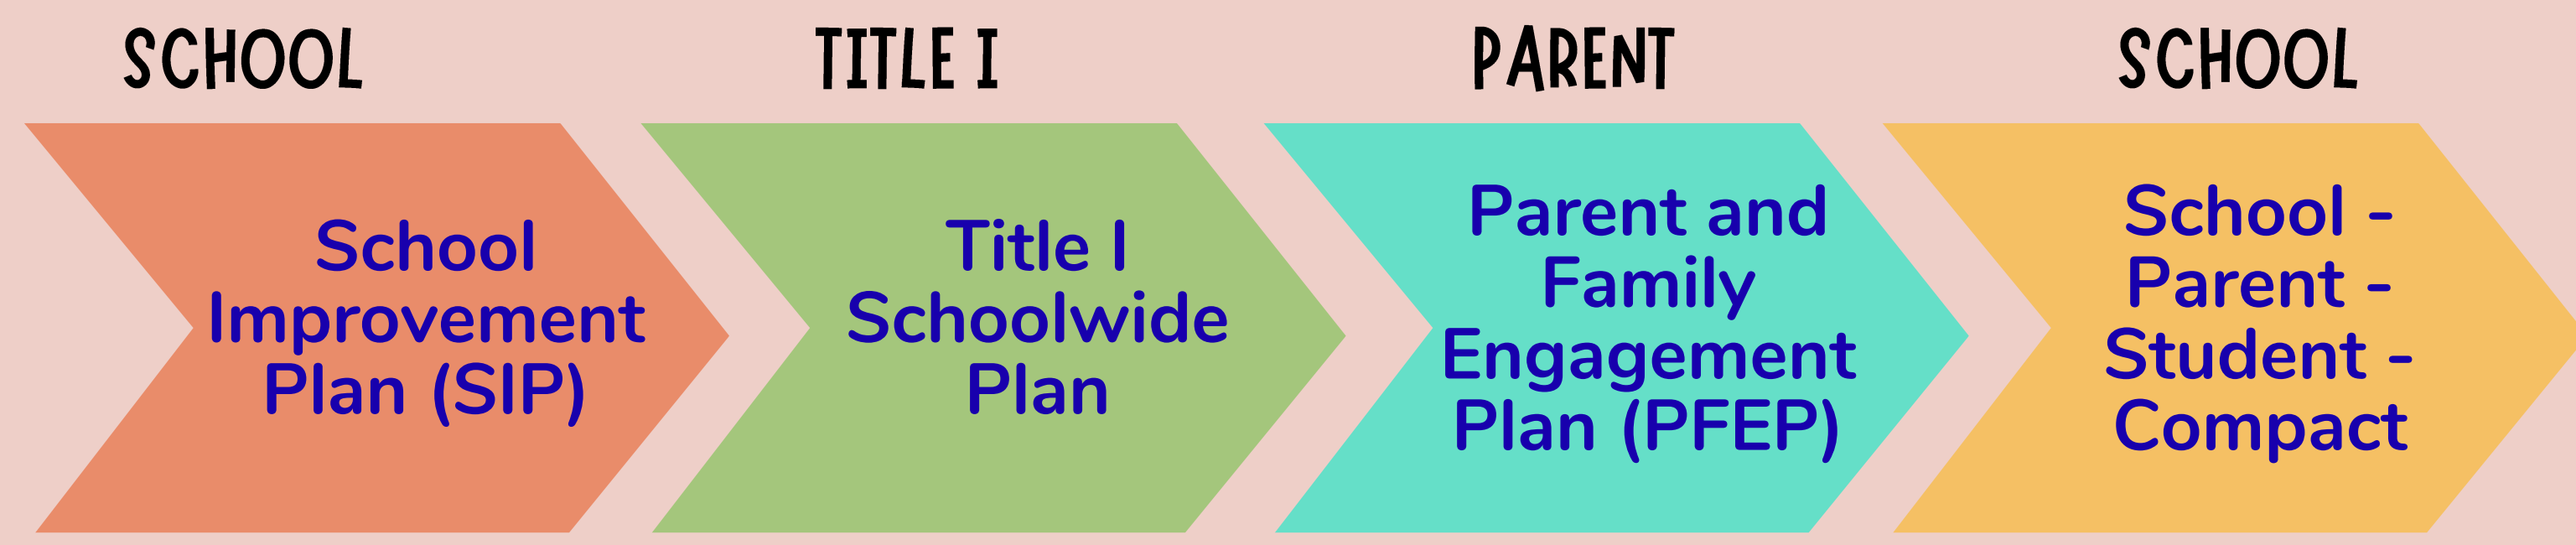 SCHOOL
School
Improvement
Plan (SIP)
TITLE I
Title I
Schoolwide
Plan
PARENT
Parent and
Family
Engagement
Plan (PFEP)
SCHOOL
School -
Parent -
Student -
Compact